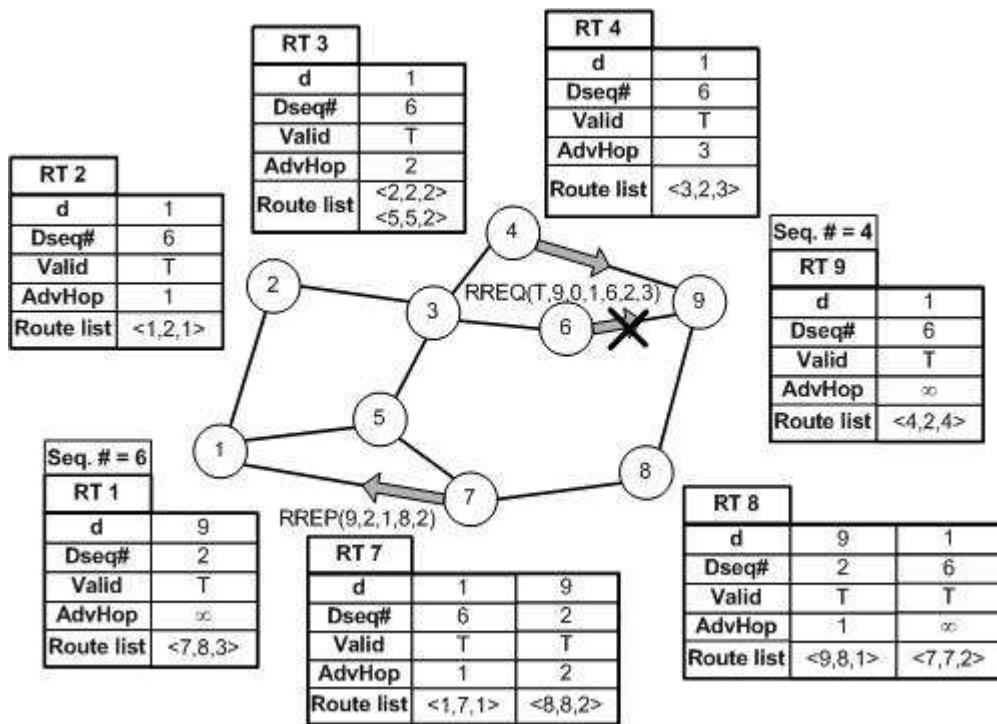 RT 3
d 1
Dseq# 6
Valid T
AdvHop 2
Route list <2,2,2>
<5,5,2>
RT 4
d 1
Dseq# 6
Valid T
AdvHop 3
Route list <3,2,3>
RT 2
d 1
Dseq# 6
Valid T
AdvHop 1
Route list <1,2,1>
4
2
RREQ(T,9,0,1,6,2,3)
9
3
6
5
1
8
7
Seq. # = 4
RT 9
d 1
Dseq# 6
Valid T
AdvHop ∞
Route list <4,2,4>
Seq. # = 6
RT 1
d 9
Dseq# 2
Valid T
AdvHop ∞
Route list <7,8,3>
RREP(9,2,1,8,2)
RT 7
d 1 9
Dseq# 6 2
Valid T T
AdvHop 1 2
Route list <1,7,1> <8,8,2>
RT 8
d 9 1
Dseq# 2 6
Valid T T
AdvHop 1 ∞
Route list <9,8,1> <7,7,2>